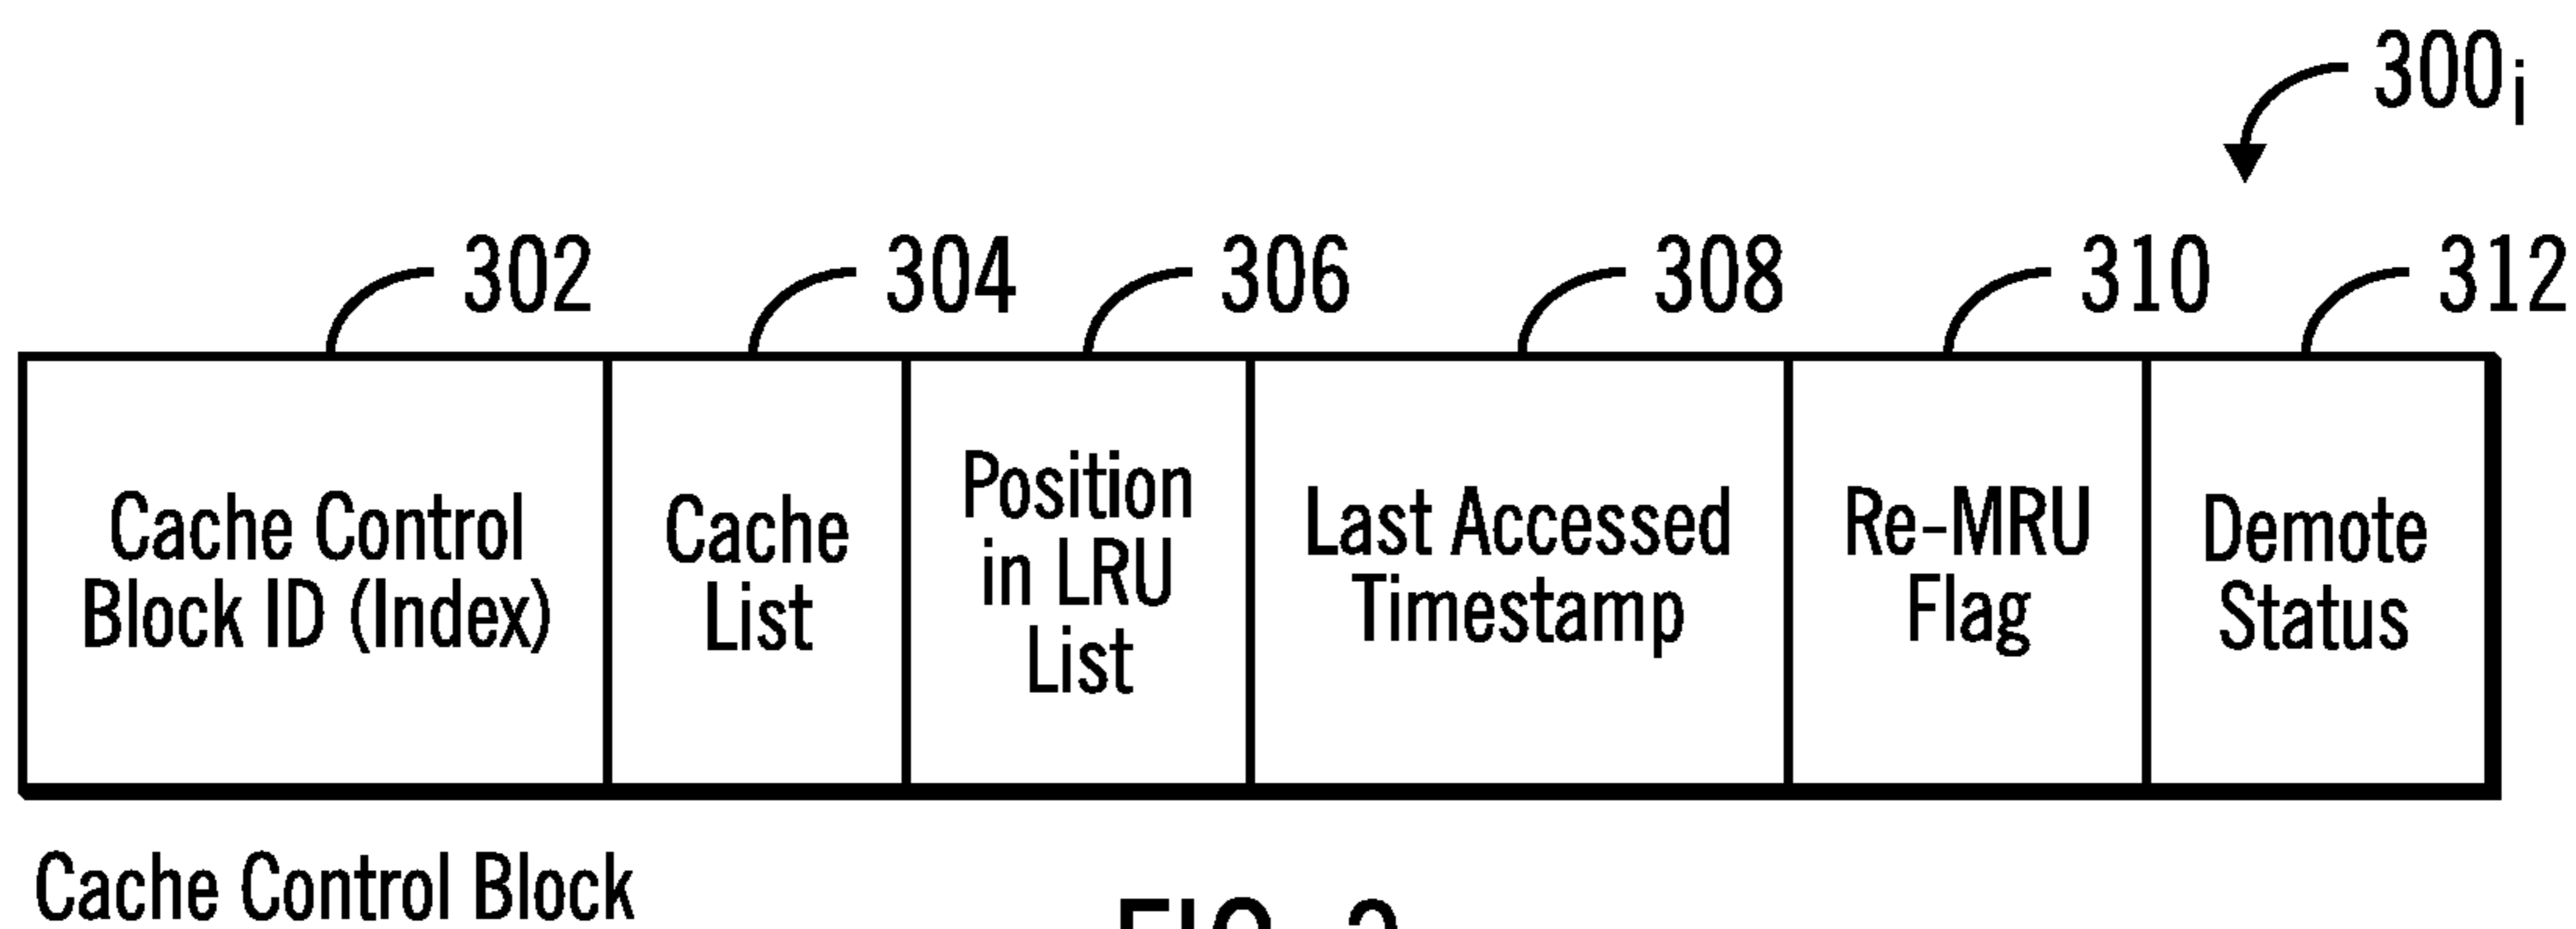 300i
302
304
306
308
310
312
Cache Control
Block ID (Index)
Cache
List
Position
in LRU
List
Last Accessed
Timestamp
Re-MRU
Flag
Demote
Status
Cache Control Block
FIG.